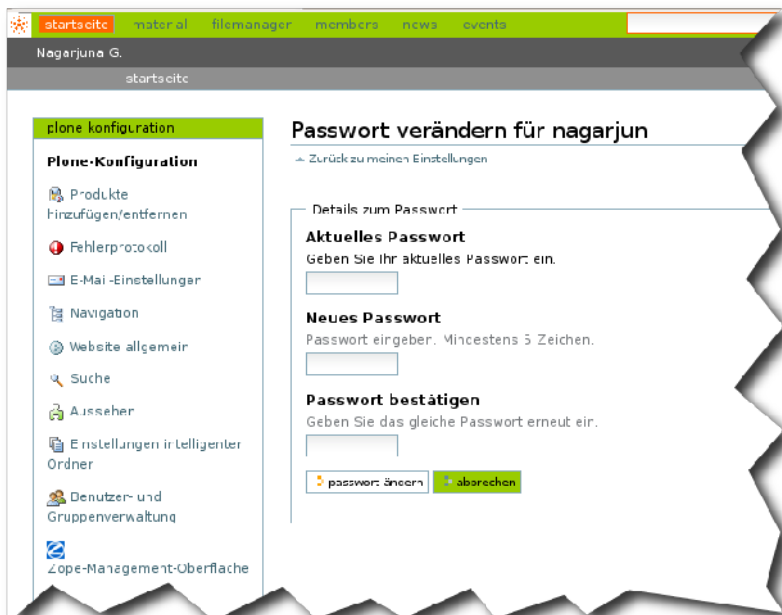 startseite material filemanager members news events
Nagarjuna G.
startseite
plone konfiguration
Plone-Konfiguration
Produkte
hinzufügen/entfernen
Fehlerprotokoll
E-Mail-Einstellungen
Navigation
Website allgemein
Suche
Aussehen
Einstellungen intelligenter
Ordner
Benutzer- und
Gruppenverwaltung
Zope-Management-Oberfläche
Passwort verändern für nagarjun
Zurück zu meinen Einstellungen
Details zum Passwort
Aktuelles Passwort
Geben Sie Ihr aktuelles Passwort ein.
Neues Passwort
Passwort eingeben. Mindestens 5 Zeichen.
Passwort bestätigen
Geben Sie das gleiche Passwort erneut ein.
passwort ändern abbrechen